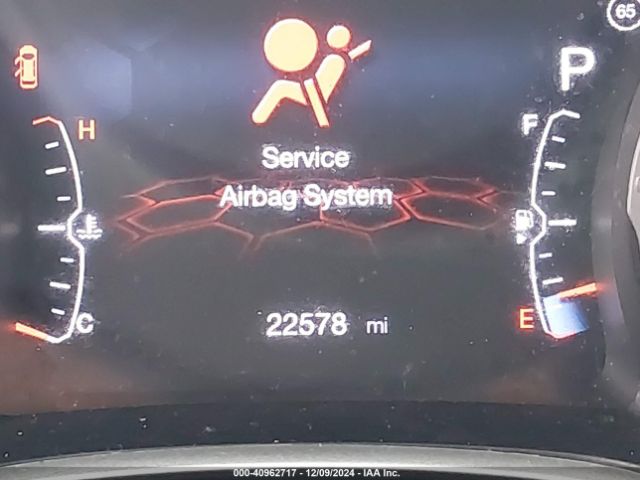 65
P
H
F
Service
Airbag System
C
22578 mi
E
000-40962717 - 12/09/2024 - IAA Inc.